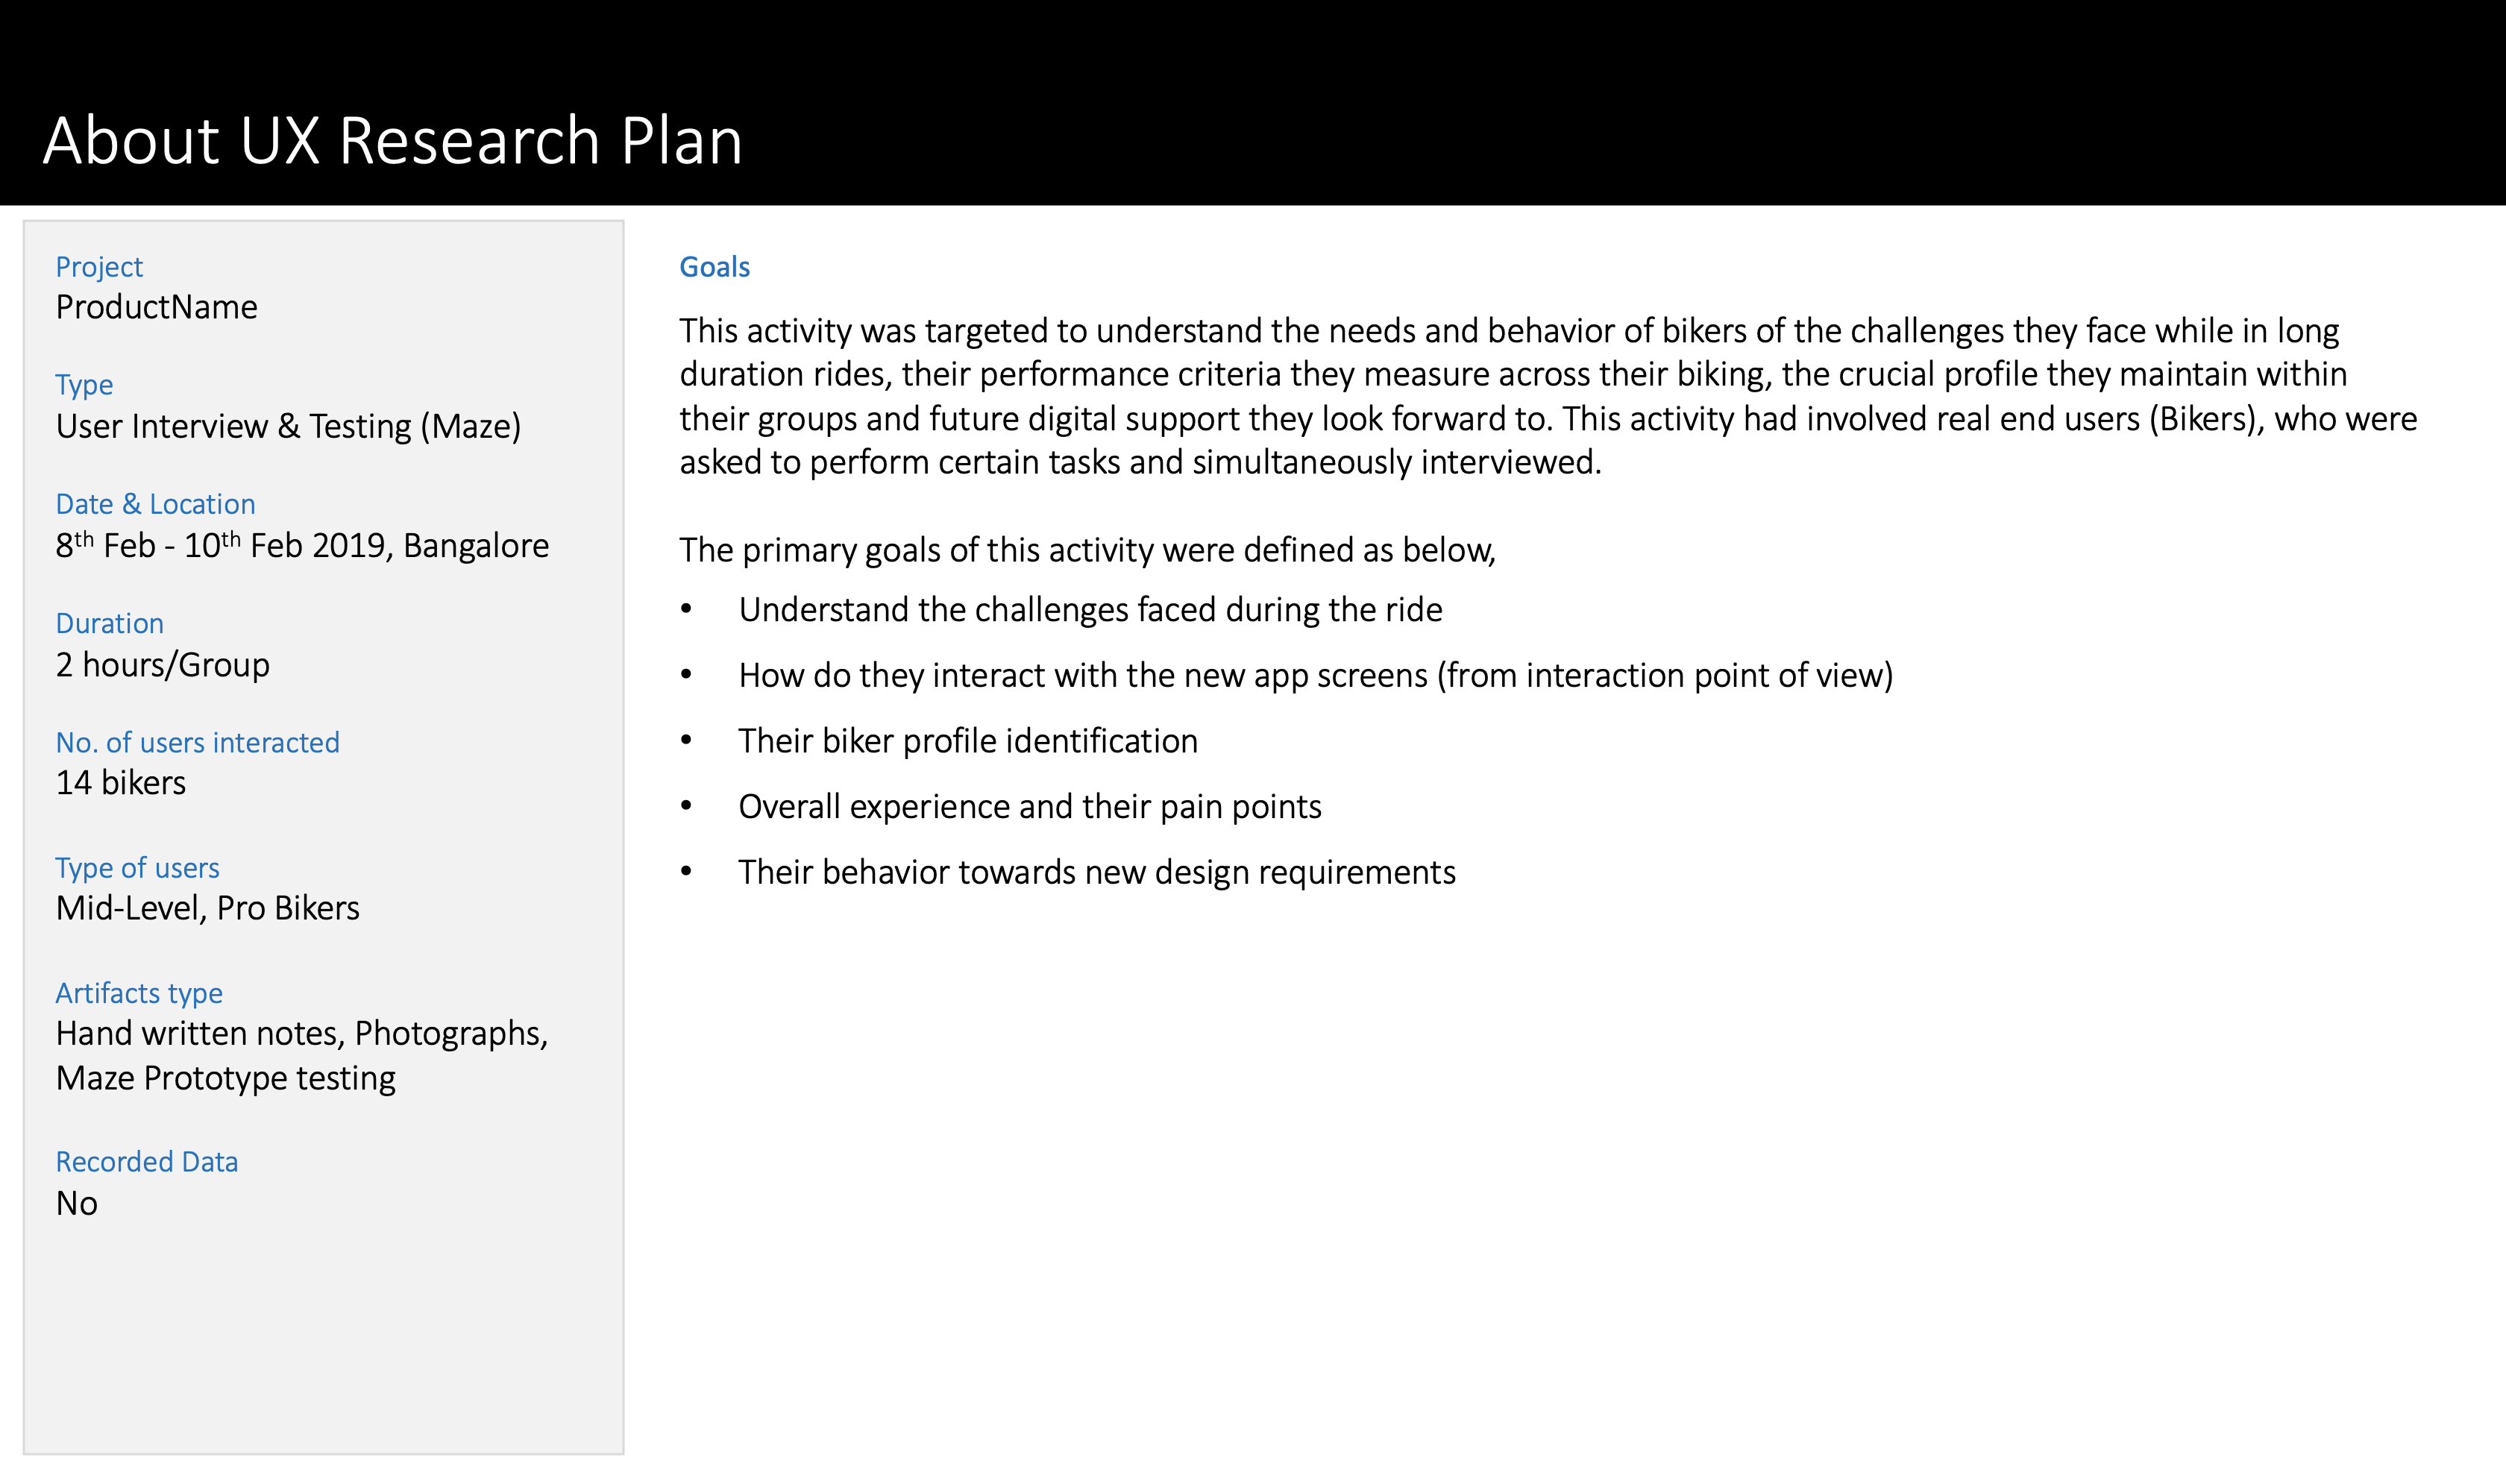 About UX Research Plan
Project
ProductName
Type
User Interview & Testing (Maze)
Date & Location
8th Feb - 10th Feb 2019, Bangalore
Duration
2 hours/Group
No. of users interacted
14 bikers
Type of users
Mid-Level, Pro Bikers
Artifacts type
Hand written notes, Photographs,
Maze Prototype testing
Recorded Data
No
Goals
This activity was targeted to understand the needs and behavior of bikers of the challenges they face while in long
duration rides, their performance criteria they measure across their biking, the crucial profile they maintain within
their groups and future digital support they look forward to. This activity had involved real end users (Bikers), who were
asked to perform certain tasks and simultaneously interviewed.
The primary goals of this activity were defined as below,
• Understand the challenges faced during the ride
• How do they interact with the new app screens (from interaction point of view)
• Their biker profile identification
• Overall experience and their pain points
• Their behavior towards new design requirements